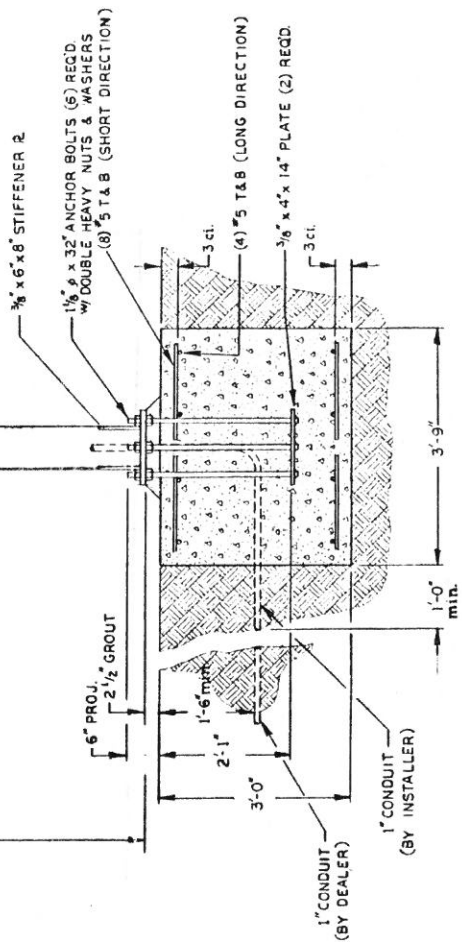 3/8" x 6" x 8" STIFFENER ℞
1 1/8" ø x 32" ANCHOR BOLTS (6) REQ'D.
W/ DOUBLE HEAVY NUTS & WASHERS
(8) #5 T & B (SHORT DIRECTION)
(4) #5 T&B (LONG DIRECTION)
3/8" x 4" x 14" PLATE (2) REQ'D.
3 cl.
3 cl.
6" PROJ.
2 1/2" GROUT
1'-6" min.
2'-1"
3'-0"
3'-9"
1'-0"
min.
1" CONDUIT
(BY INSTALLER)
1" CONDUIT
(BY DEALER)